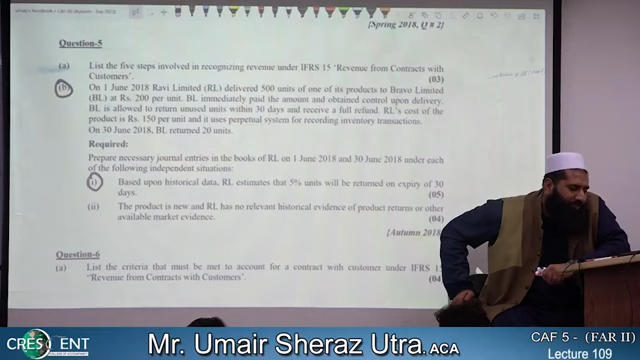 [Spring 2018, Q # 2]
Question-5
(a) List the five steps involved in recognizing revenue under IFRS 15 'Revenue from Contracts with
Customers'. (03)
(b) On 1 June 2018 Ravi Limited (RL) delivered 500 units of one of its products to Bravo Limited
(BL) at Rs. 200 per unit. BL immediately paid the amount and obtained control upon delivery.
BL is allowed to return unused units within 30 days and receive a full refund. RL's cost of the
product is Rs. 150 per unit and it uses perpetual system for recording inventory transactions.
On 30 June 2018, BL returned 20 units.
Required:
Prepare necessary journal entries in the books of RL on 1 June 2018 and 30 June 2018 under each
of the following independent situations:
(i) Based upon historical data, RL estimates that 5% units will be returned on expiry of 30
days. (05)
(ii) The product is new and RL has no relevant historical evidence of product returns or other
available market evidence. (04)
[Autumn 2018
Question-6
(a) List the criteria that must be met to account for a contract with customer under IFRS 15
"Revenue from Contracts with Customers'. (04
CRESCENT
Mr. Umair Sheraz Utra. ACA
CAF 5 - (FAR II)
Lecture 109